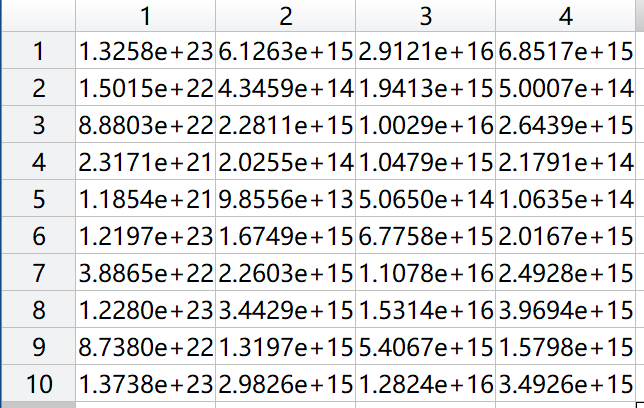 1 2 3 4
1 1.3258e+23 6.1263e+15 2.9121e+16 6.8517e+15
2 1.5015e+22 4.3459e+14 1.9413e+15 5.0007e+14
3 8.8803e+22 2.2811e+15 1.0029e+16 2.6439e+15
4 2.3171e+21 2.0255e+14 1.0479e+15 2.1791e+14
5 1.1854e+21 9.8556e+13 5.0650e+14 1.0635e+14
6 1.2197e+23 1.6749e+15 6.7758e+15 2.0167e+15
7 3.8865e+22 2.2603e+15 1.1078e+16 2.4928e+15
8 1.2280e+23 3.4429e+15 1.5314e+16 3.9694e+15
9 8.7380e+22 1.3197e+15 5.4067e+15 1.5798e+15
10 1.3738e+23 2.9826e+15 1.2824e+16 3.4926e+15